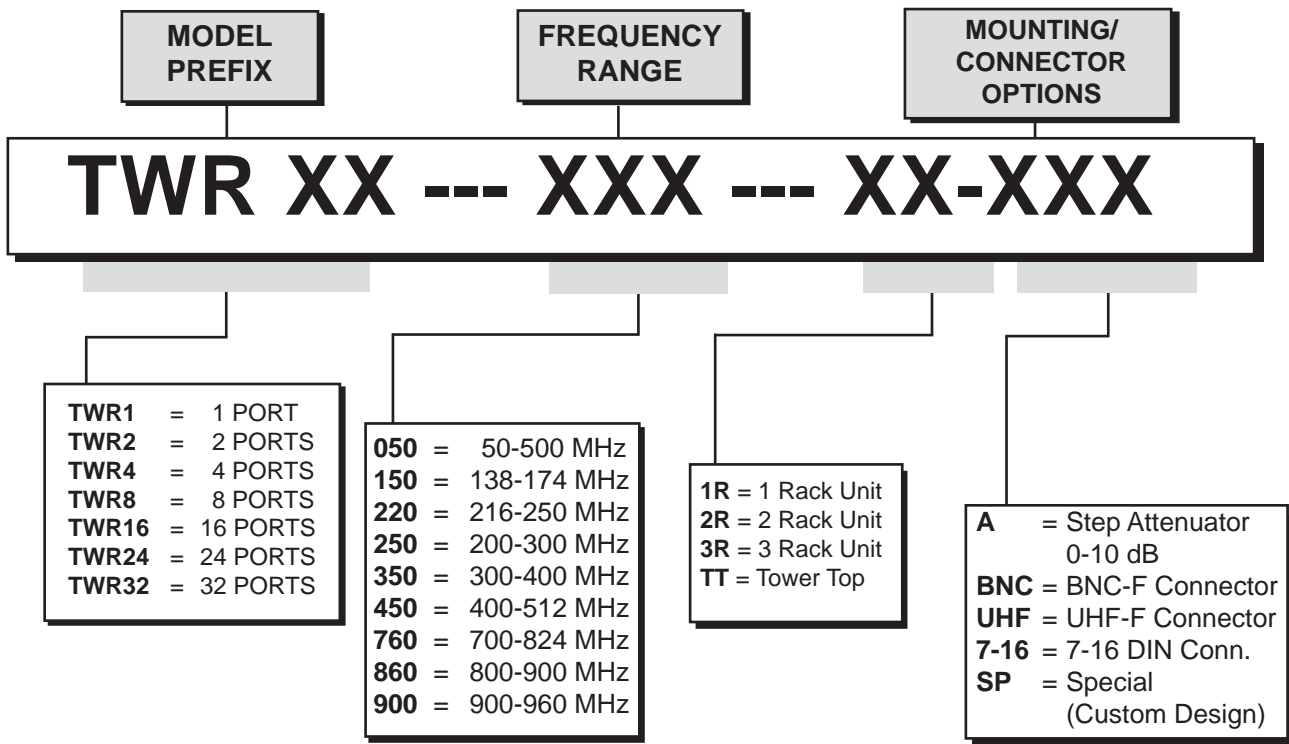 MODEL
PREFIX
FREQUENCY
RANGE
MOUNTING/
CONNECTOR
OPTIONS
TWR XX --- XXX --- XX-XXX
TWR1 = 1 PORT
TWR2 = 2 PORTS
TWR4 = 4 PORTS
TWR8 = 8 PORTS
TWR16 = 16 PORTS
TWR24 = 24 PORTS
TWR32 = 32 PORTS
050 = 50-500 MHz
150 = 138-174 MHz
220 = 216-250 MHz
250 = 200-300 MHz
350 = 300-400 MHz
450 = 400-512 MHz
760 = 700-824 MHz
860 = 800-900 MHz
900 = 900-960 MHz
1R = 1 Rack Unit
2R = 2 Rack Unit
3R = 3 Rack Unit
TT = Tower Top
A = Step Attenuator
0-10 dB
BNC = BNC-F Connector
UHF = UHF-F Connector
7-16 = 7-16 DIN Conn.
SP = Special
(Custom Design)